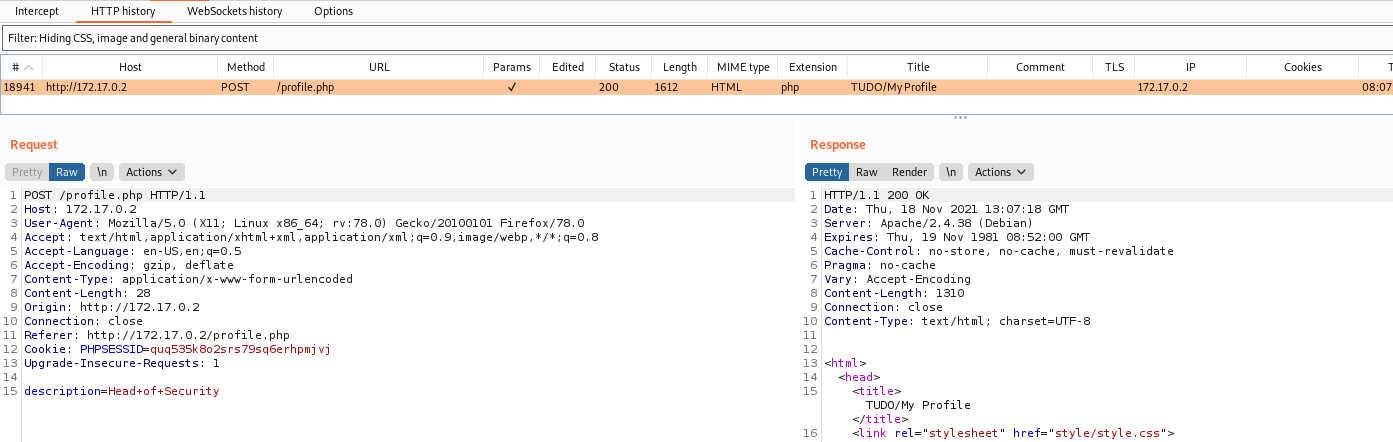 Intercept HTTP history WebSockets history Options
Filter: Hiding CSS, image and general binary content
# Host Method URL Params Edited Status Length MIME type Extension Title Comment TLS IP Cookies T
18941 http://172.17.0.2 POST /profile.php ✓ 200 1612 HTML php TUDO/My Profile 172.17.0.2 08:07
Request
Pretty Raw \n Actions
1 POST /profile.php HTTP/1.1
2 Host: 172.17.0.2
3 User-Agent: Mozilla/5.0 (X11; Linux x86_64; rv:78.0) Gecko/20100101 Firefox/78.0
4 Accept: text/html,application/xhtml+xml,application/xml;q=0.9,image/webp,*/*;q=0.8
5 Accept-Language: en-US,en;q=0.5
6 Accept-Encoding: gzip, deflate
7 Content-Type: application/x-www-form-urlencoded
8 Content-Length: 28
9 Origin: http://172.17.0.2
10 Connection: close
11 Referer: http://172.17.0.2/profile.php
12 Cookie: PHPSESSID=quq535k8o2srs79sq6erhpmjvj
13 Upgrade-Insecure-Requests: 1
14
15 description=Head+of+Security
Response
Pretty Raw Render \n Actions
1 HTTP/1.1 200 OK
2 Date: Thu, 18 Nov 2021 13:07:18 GMT
3 Server: Apache/2.4.38 (Debian)
4 Expires: Thu, 19 Nov 1981 08:52:00 GMT
5 Cache-Control: no-store, no-cache, must-revalidate
6 Pragma: no-cache
7 Vary: Accept-Encoding
8 Content-Length: 1310
9 Connection: close
10 Content-Type: text/html; charset=UTF-8
11
12
13 <html>
14 <head>
15 <title>
TUDO/My Profile
</title>
16 <link rel="stylesheet" href="style/style.css">